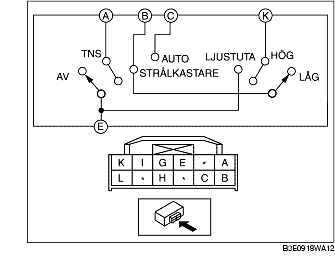 A B C K
TNS AUTO LJUSTUTA HÖG
AV STRÅLKASTARE LÅG
E
K I G E * A
L * H * C B
B3E0918WA12